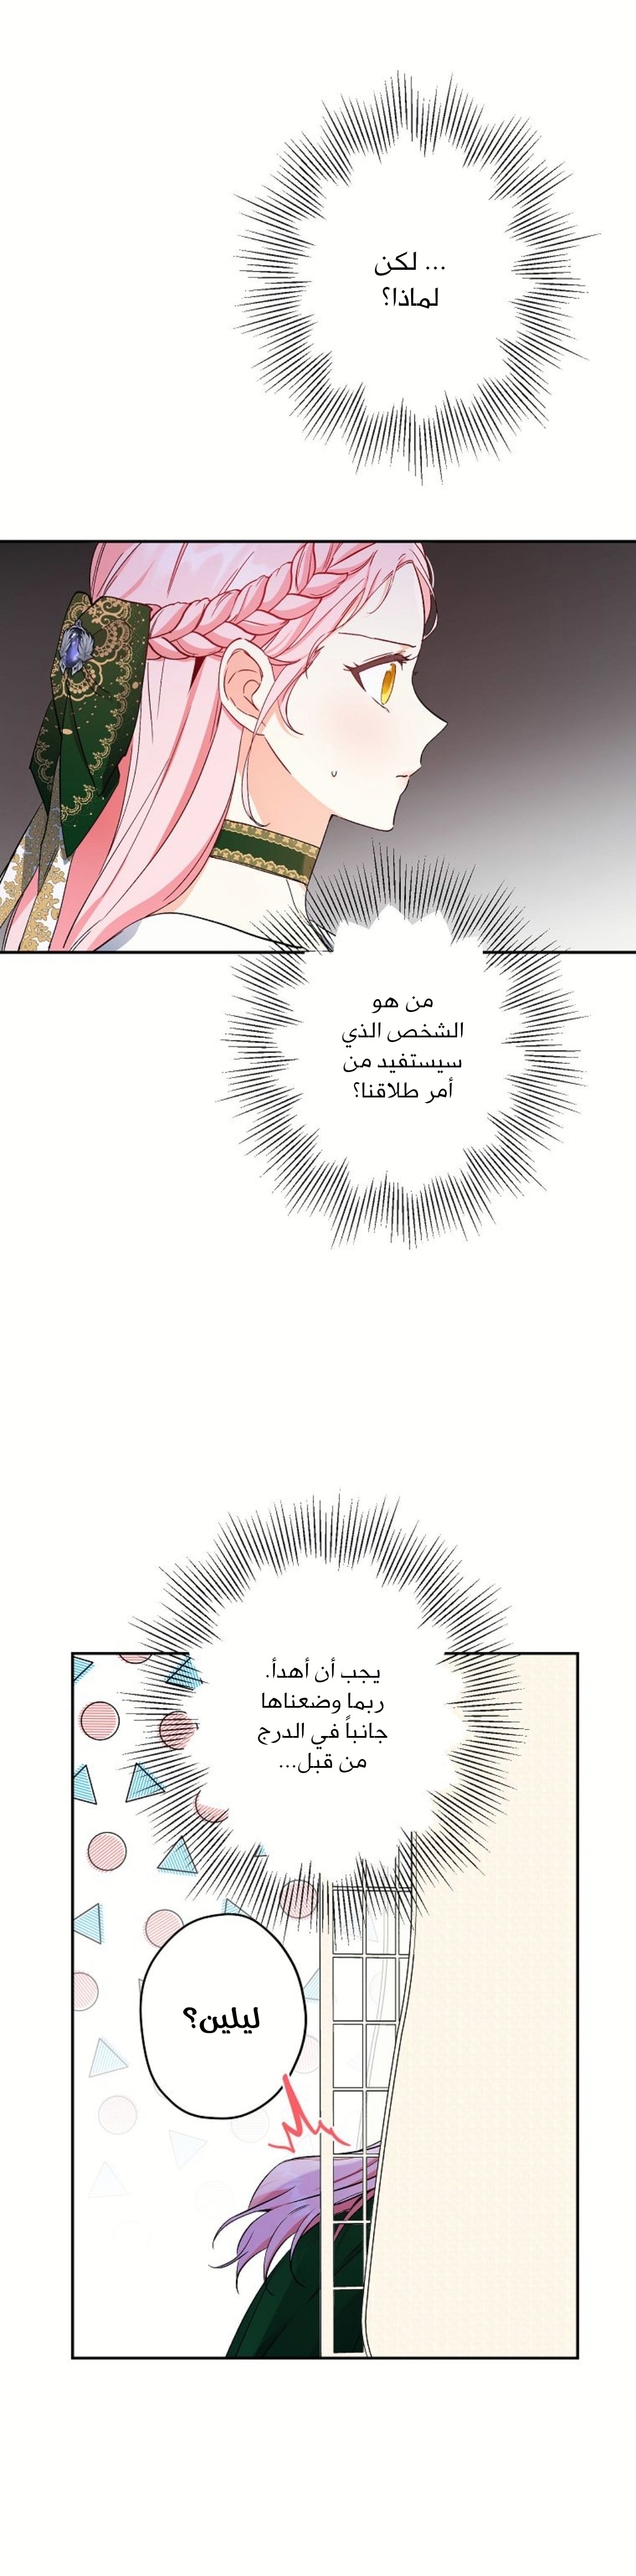 ... لكن
لماذا؟
من هو
الشخص الذي
سيستفيد من
أمر طلاقنا؟
يجب أن أهدأ.
ربما وضعناها
جانباً في الدرج
من قبل...
ليلين؟